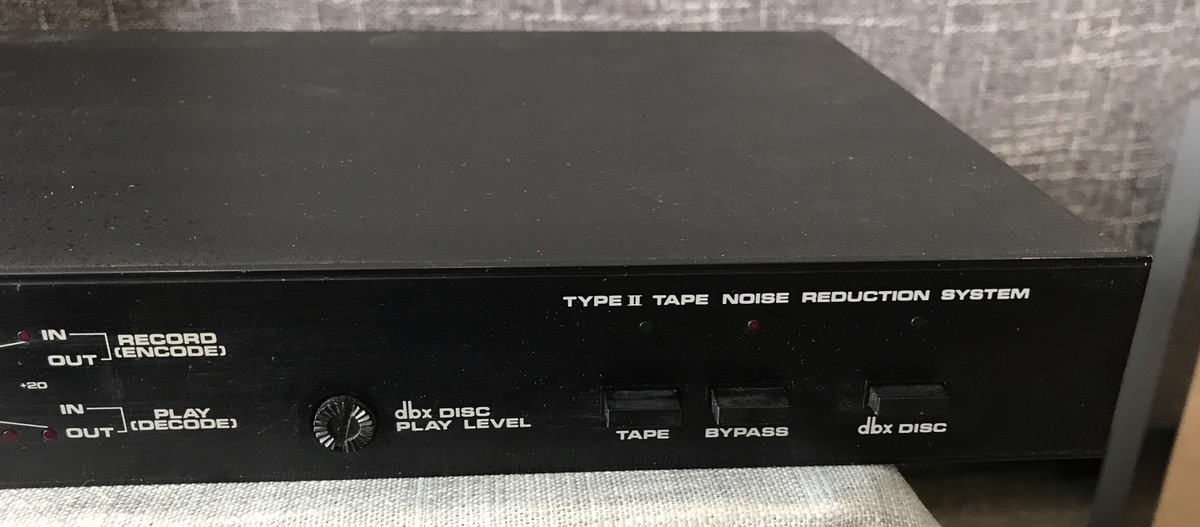 TYPE II TAPE NOISE REDUCTION SYSTEM
IN
OUT
RECORD
(ENCODE)
+20
IN
OUT
PLAY
(DECODE)
dbx DISC
PLAY LEVEL
TAPE
BYPASS
dbx DISC